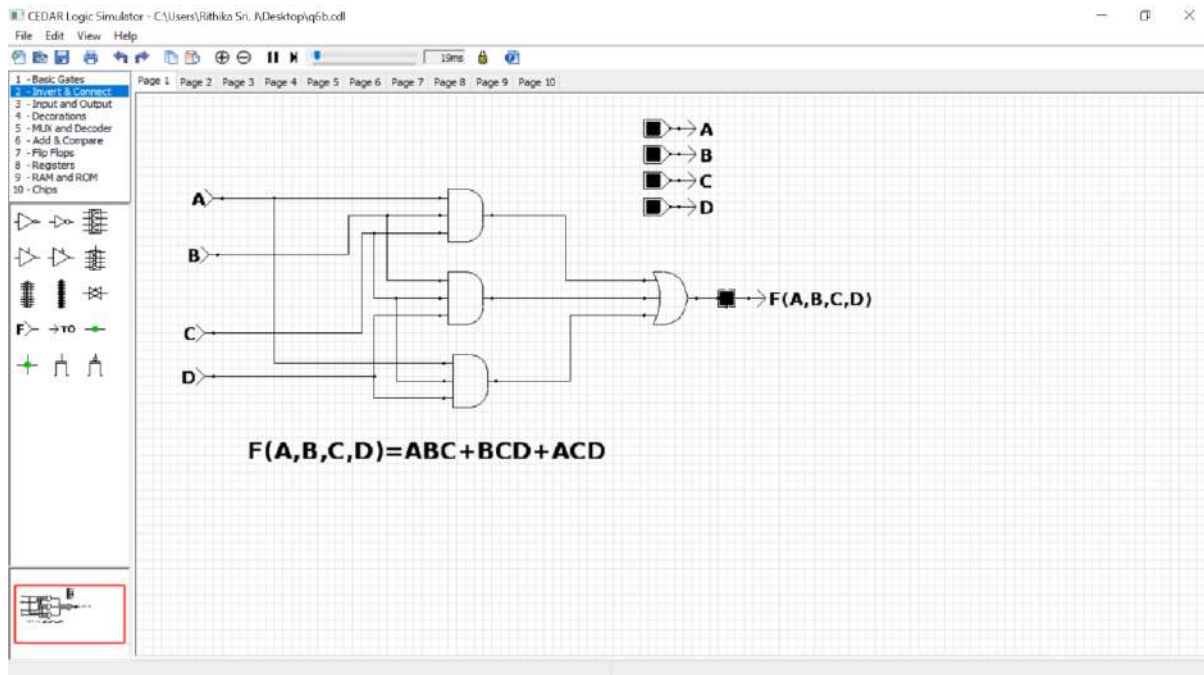 CEDAR Logic Simulator - C:\Users\Rithika Sri. J\Desktop\q6b.cdl
File Edit View Help
19ms
1 - Basic Gates
2 - Invert & Connect
3 - Input and Output
4 - Decorations
5 - MUX and Decoder
6 - Add & Compare
7 - Flip Flops
8 - Registers
9 - RAM and ROM
10 - Chips
Page 1 Page 2 Page 3 Page 4 Page 5 Page 6 Page 7 Page 8 Page 9 Page 10
F TO
A
B
C
D
A
B
C
D
F(A,B,C,D)
F(A,B,C,D)=ABC+BCD+ACD